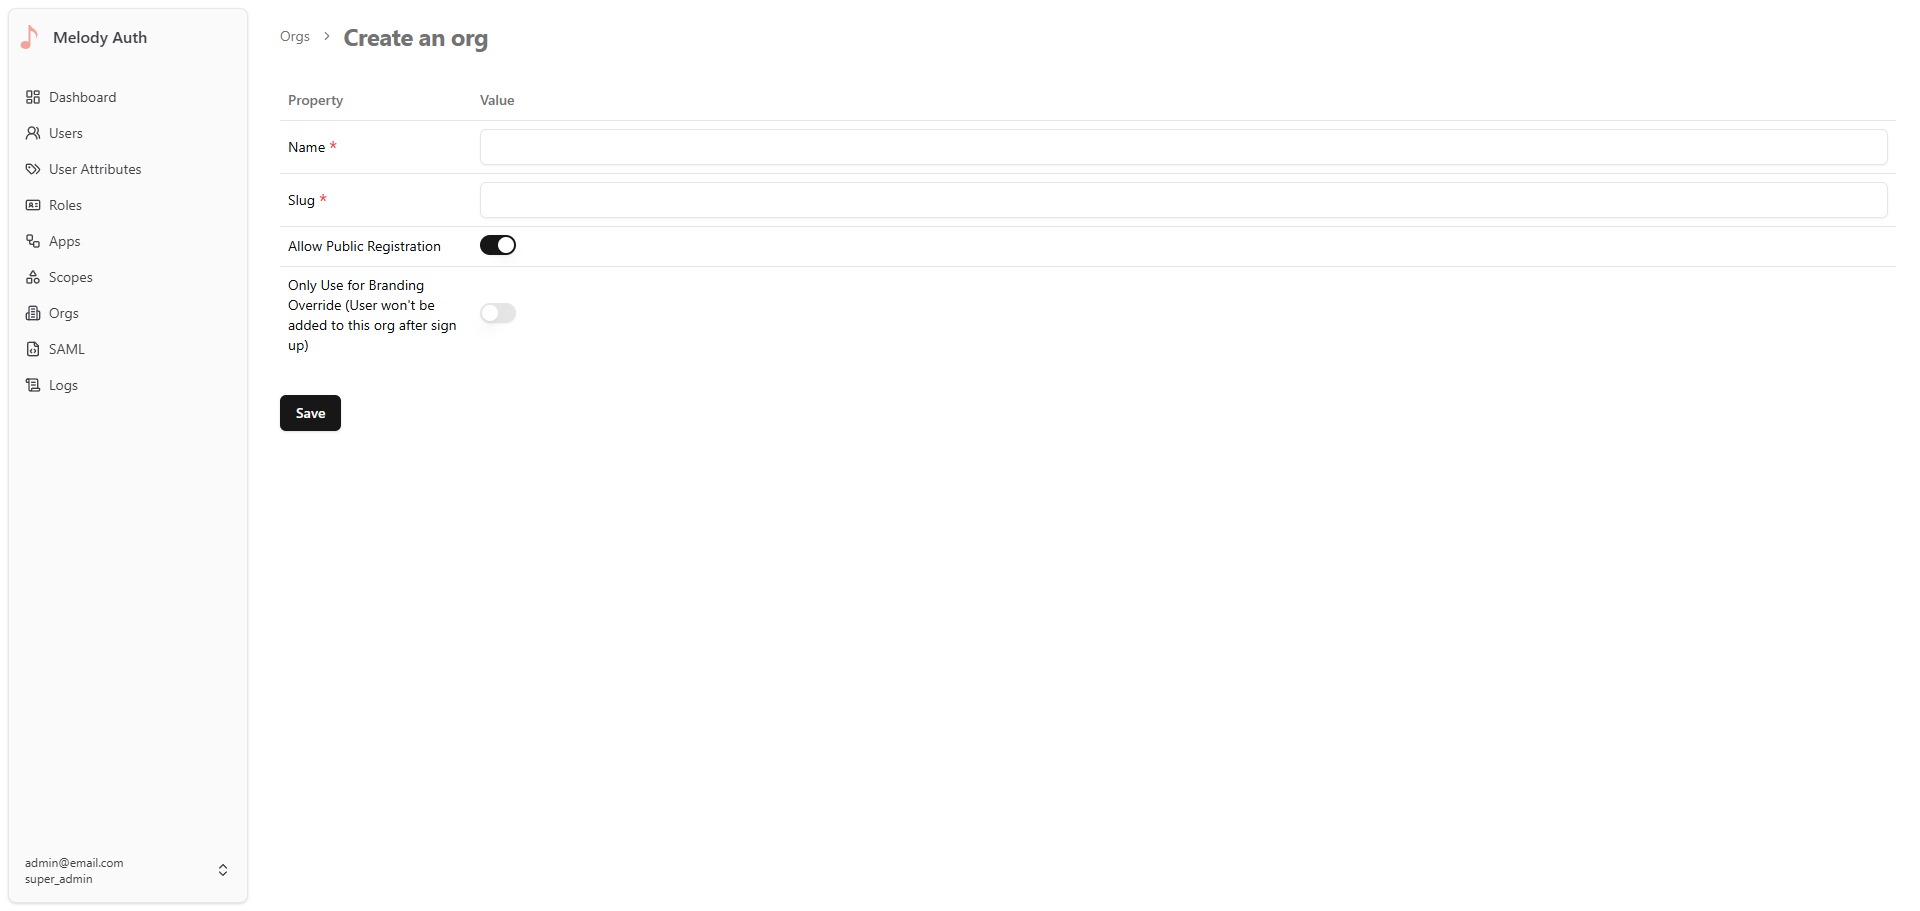 Melody Auth
Dashboard
Users
User Attributes
Roles
Apps
Scopes
Orgs
SAML
Logs
admin@email.com
super_admin
Orgs
Create an org
Property Value
Name *
Slug *
Allow Public Registration
Only Use for Branding
Override (User won't be
added to this org after sign
up)
Save